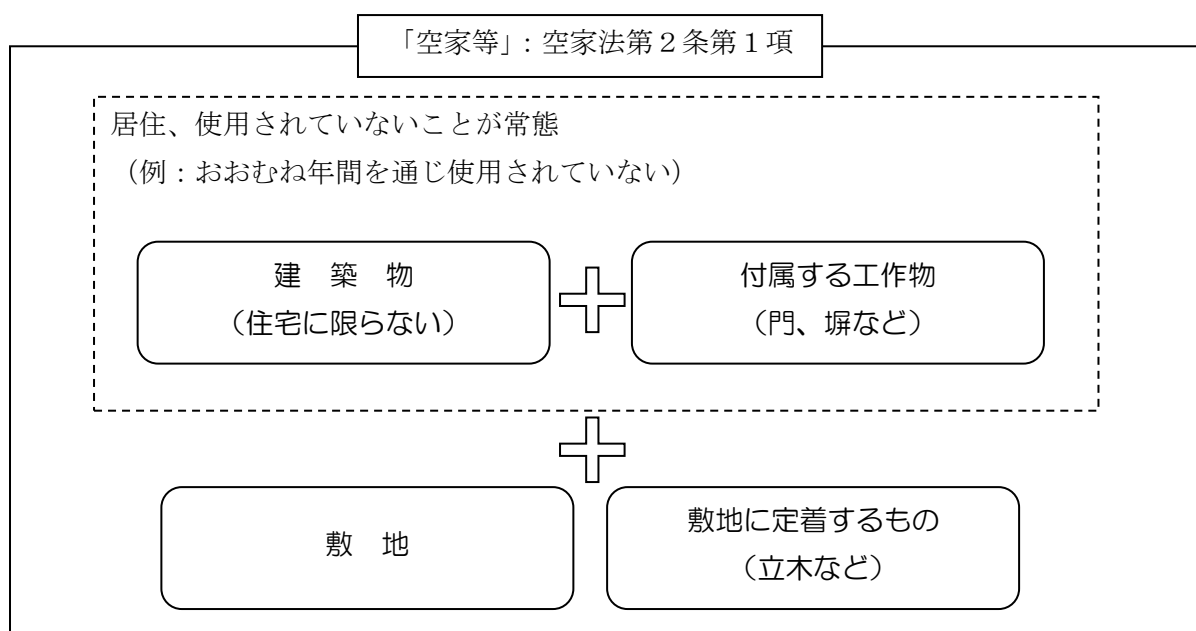 「空家等」：空家法第２条第１項
居住、使用されていないことが常態
（例：おおむね年間を通じ使用されていない）
建　築　物
（住宅に限らない）
付属する工作物
（門、塀など）
敷　地
敷地に定着するもの
（立木など）